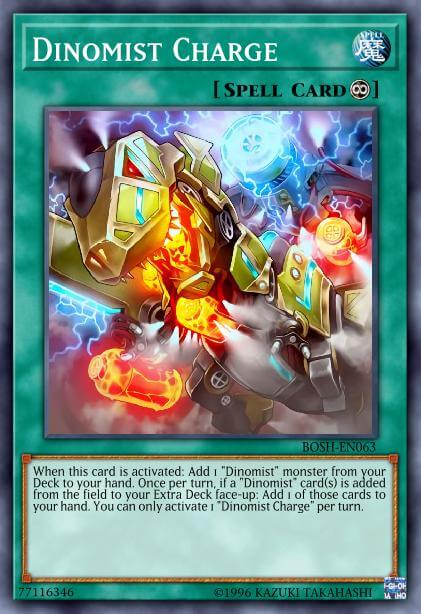 DINOMIST CHARGE
SPELL
魔
[SPELL CARD]
BOSH-EN063
When this card is activated: Add 1 "Dinomist" monster from your
Deck to your hand. Once per turn, if a "Dinomist" card(s) is added
from the field to your Extra Deck face-up: Add 1 of those cards to
your hand. You can only activate 1 "Dinomist Charge" per turn.
77116346
©1996 KAZUKI TAKAHASHI